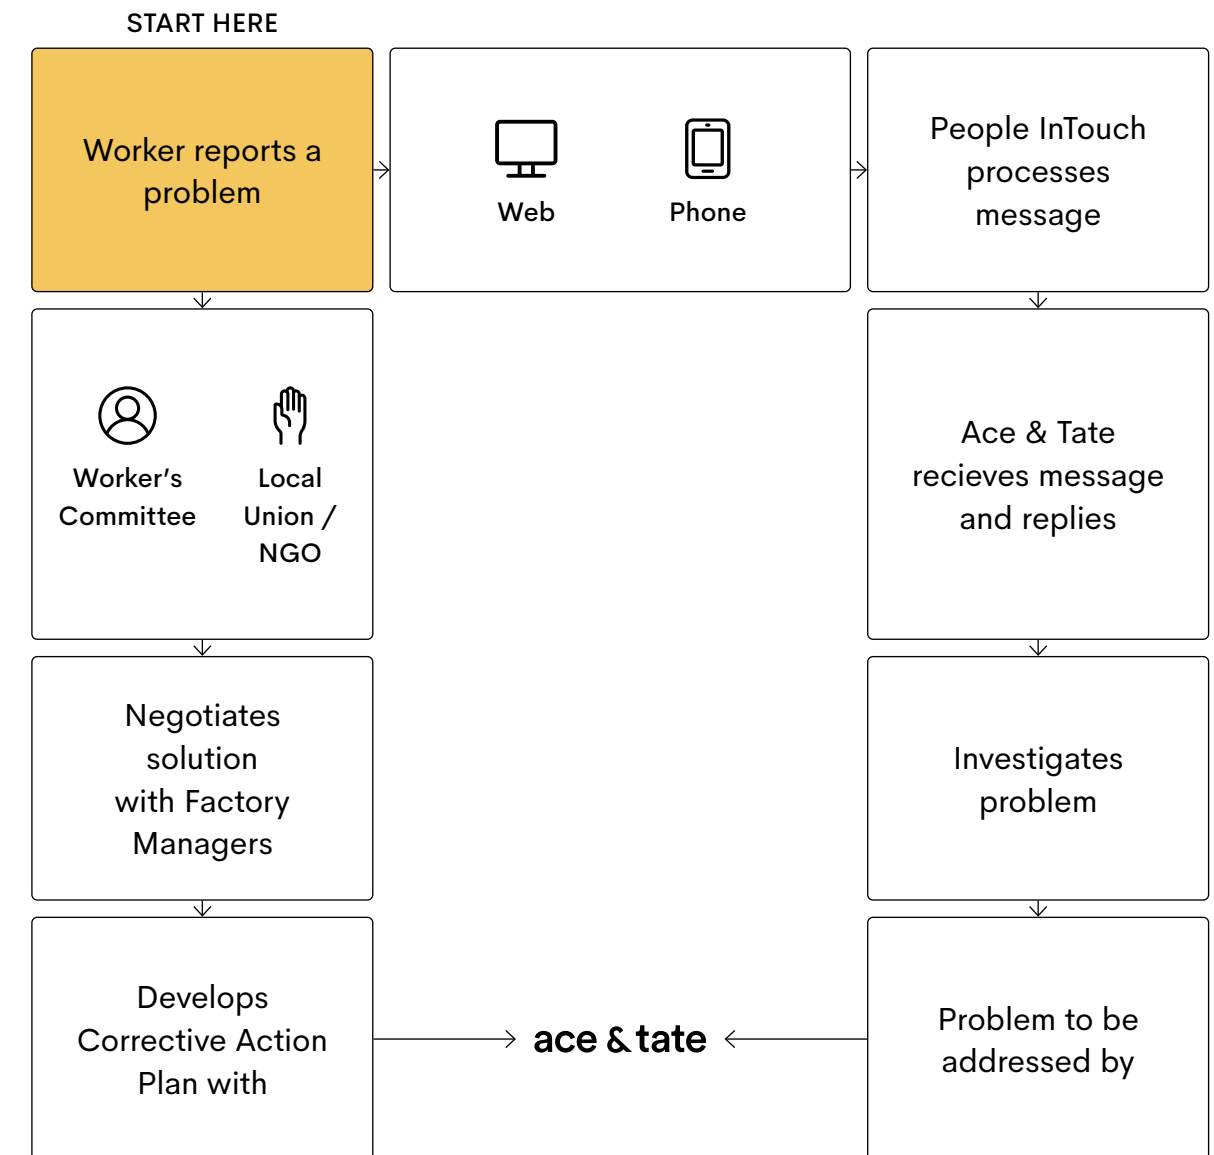 START HERE
Worker reports a
problem
Web
Phone
People InTouch
processes
message
Worker's
Committee
Local
Union /
NGO
Ace & Tate
recieves message
and replies
Negotiates
solution
with Factory
Managers
Investigates
problem
Develops
Corrective Action
Plan with
ace & tate
Problem to be
addressed by